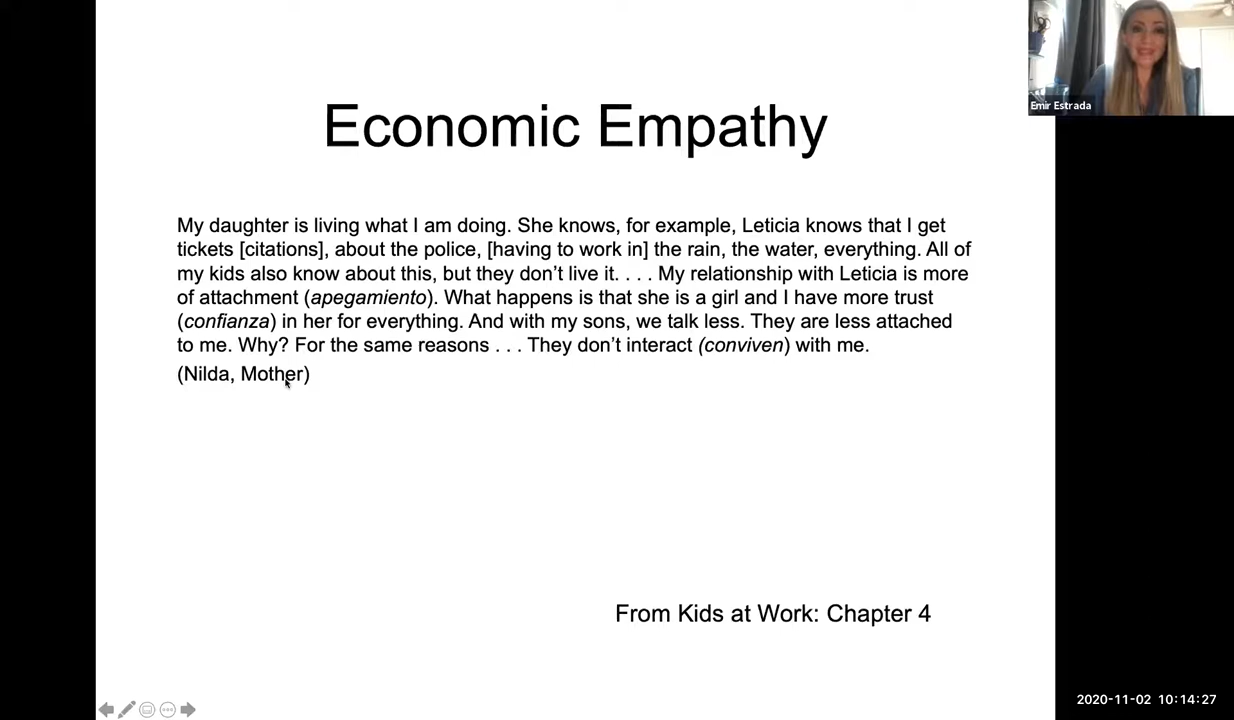 Economic Empathy
My daughter is living what I am doing. She knows, for example, Leticia knows that I get
tickets [citations], about the police, [having to work in] the rain, the water, everything. All of
my kids also know about this, but they don't live it. . . . My relationship with Leticia is more
of attachment (apegamiento). What happens is that she is a girl and I have more trust
(confianza) in her for everything. And with my sons, we talk less. They are less attached
to me. Why? For the same reasons . . . They don't interact (conviven) with me.
(Nilda, Mother)
From Kids at Work: Chapter 4
Emir Estrada
2020-11-02 10:14:27